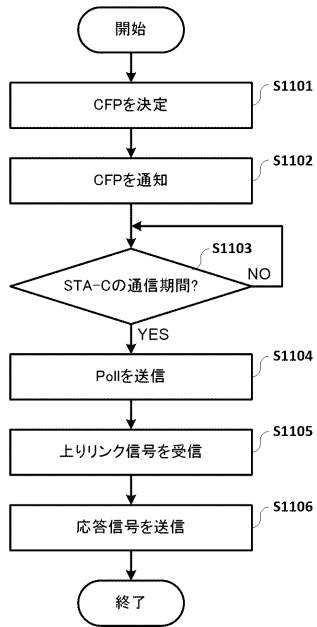 開始
S1101
CFPを決定
S1102
CFPを通知
S1103
STA-Cの通信期間?
NO
YES
S1104
Pollを送信
S1105
上りリンク信号を受信
S1106
応答信号を送信
終了